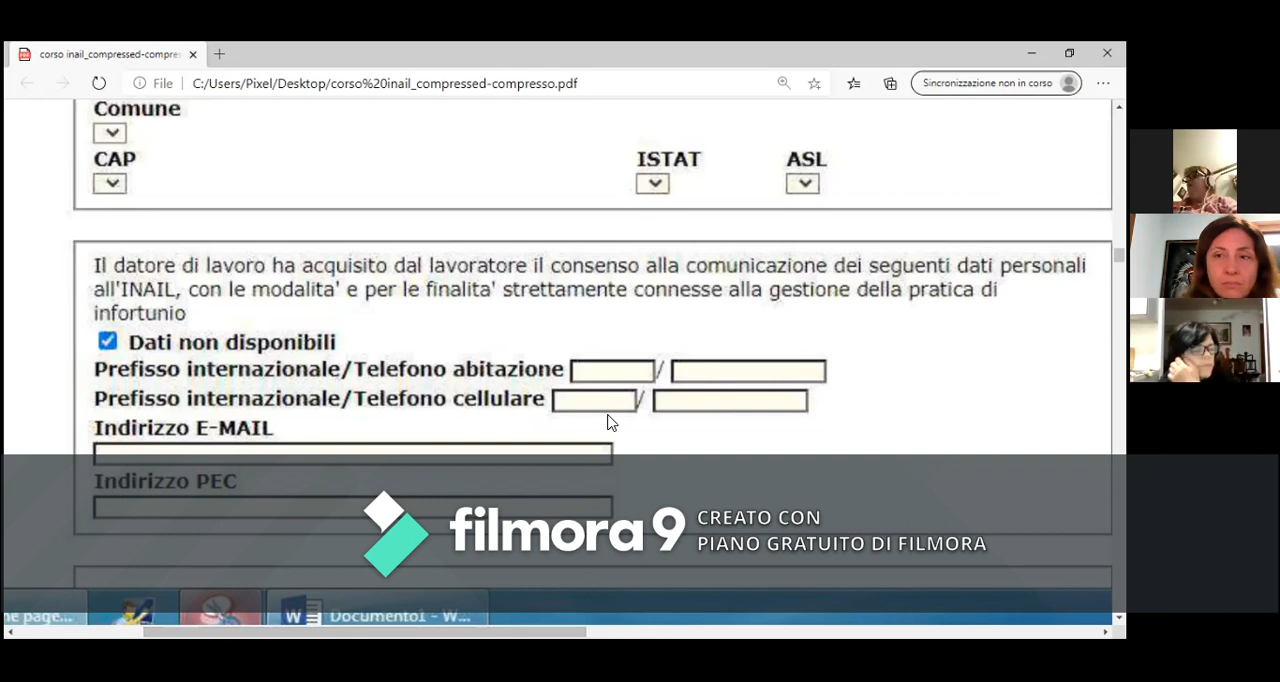 corso inail_compressed-compre
File
C:/Users/Pixel/Desktop/corso%20inail_compressed-compresso.pdf
Sincronizzazione non in corso
Comune
CAP
ISTAT
ASL
Il datore di lavoro ha acquisito dal lavoratore il consenso alla comunicazione dei seguenti dati personali
all'INAIL, con le modalita' e per le finalita' strettamente connesse alla gestione della pratica di
infortunio
Dati non disponibili
Prefisso internazionale/Telefono abitazione /
Prefisso internazionale/Telefono cellulare /
Indirizzo E-MAIL
Indirizzo PEC
filmora9
CREATO CON
PIANO GRATUITO DI FILMORA
ne page...
W Documento1 - W...